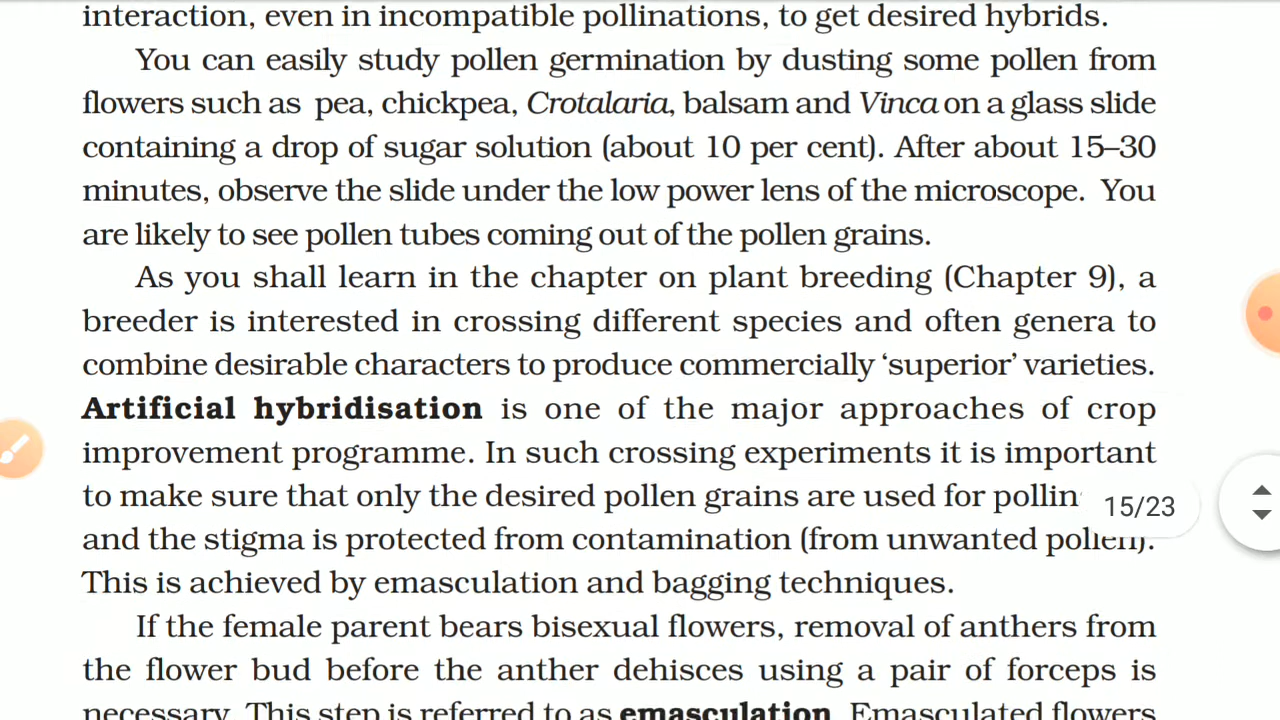 interaction, even in incompatible pollinations, to get desired hybrids.
You can easily study pollen germination by dusting some pollen from
flowers such as pea, chickpea, Crotalaria, balsam and Vinca on a glass slide
containing a drop of sugar solution (about 10 per cent). After about 15–30
minutes, observe the slide under the low power lens of the microscope. You
are likely to see pollen tubes coming out of the pollen grains.
As you shall learn in the chapter on plant breeding (Chapter 9), a
breeder is interested in crossing different species and often genera to
combine desirable characters to produce commercially ‘superior’ varieties.
Artificial hybridisation is one of the major approaches of crop
improvement programme. In such crossing experiments it is important
to make sure that only the desired pollen grains are used for pollin
15/23
and the stigma is protected from contamination (from unwanted pollen).
This is achieved by emasculation and bagging techniques.
If the female parent bears bisexual flowers, removal of anthers from
the flower bud before the anther dehisces using a pair of forceps is
necessary. This step is referred to as emasculation. Emasculated flowers